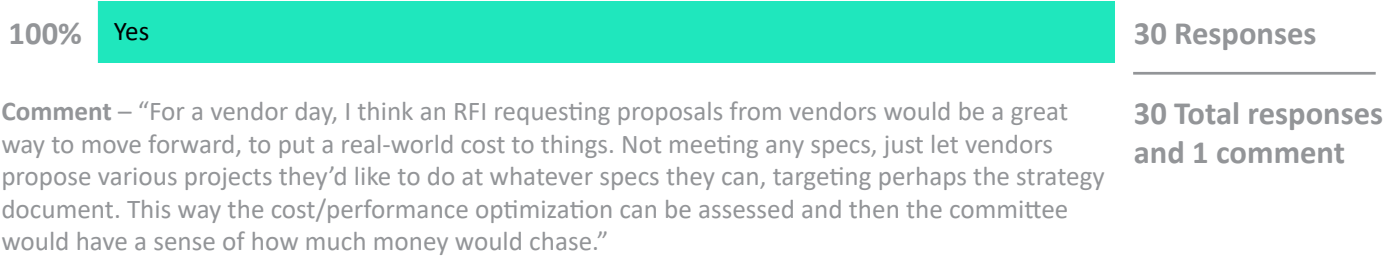 100% Yes 30 Responses
Comment – “For a vendor day, I think an RFI requesting proposals from vendors would be a great
way to move forward, to put a real-world cost to things. Not meeting any specs, just let vendors
propose various projects they’d like to do at whatever specs they can, targeting perhaps the strategy
document. This way the cost/performance optimization can be assessed and then the committee
would have a sense of how much money would chase.”
30 Total responses
and 1 comment